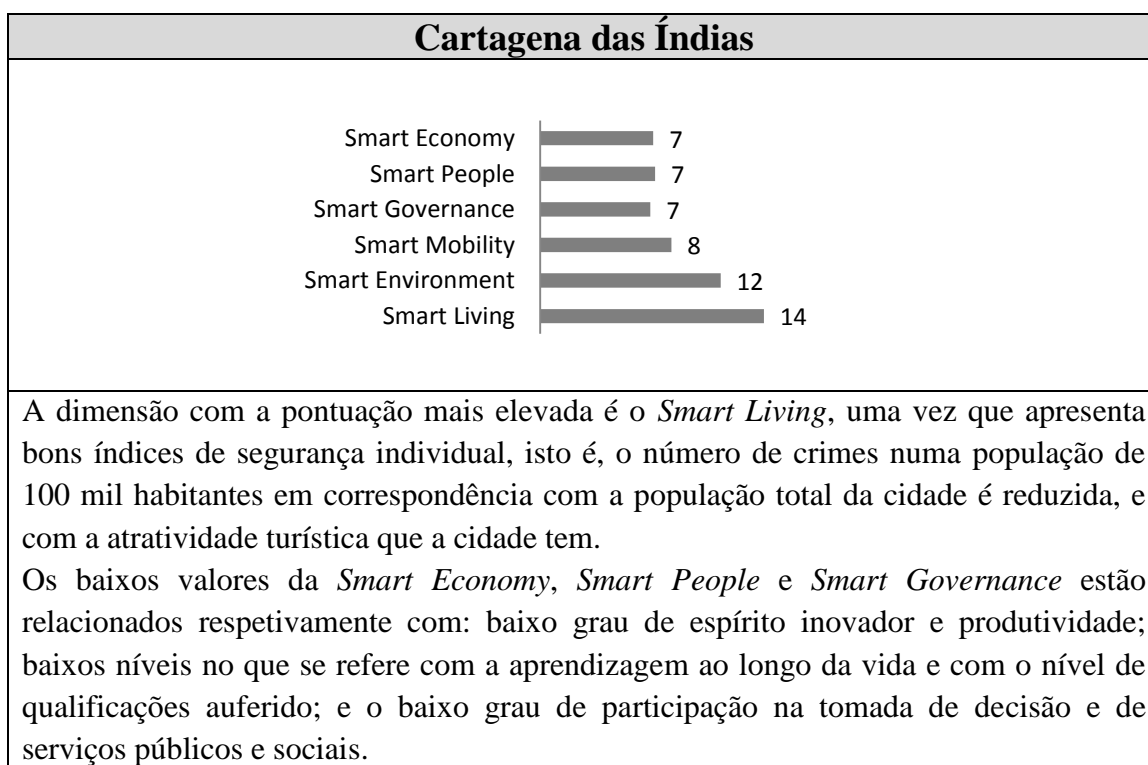 Cartagena das Índias
Smart Economy 7
Smart People 7
Smart Governance 7
Smart Mobility 8
Smart Environment 12
Smart Living 14
A dimensão com a pontuação mais elevada é o Smart Living, uma vez que apresenta
bons índices de segurança individual, isto é, o número de crimes numa população de
100 mil habitantes em correspondência com a população total da cidade é reduzida, e
com a atratividade turística que a cidade tem.
Os baixos valores da Smart Economy, Smart People e Smart Governance estão
relacionados respetivamente com: baixo grau de espírito inovador e produtividade;
baixos níveis no que se refere com a aprendizagem ao longo da vida e com o nível de
qualificações auferido; e o baixo grau de participação na tomada de decisão e de
serviços públicos e sociais.